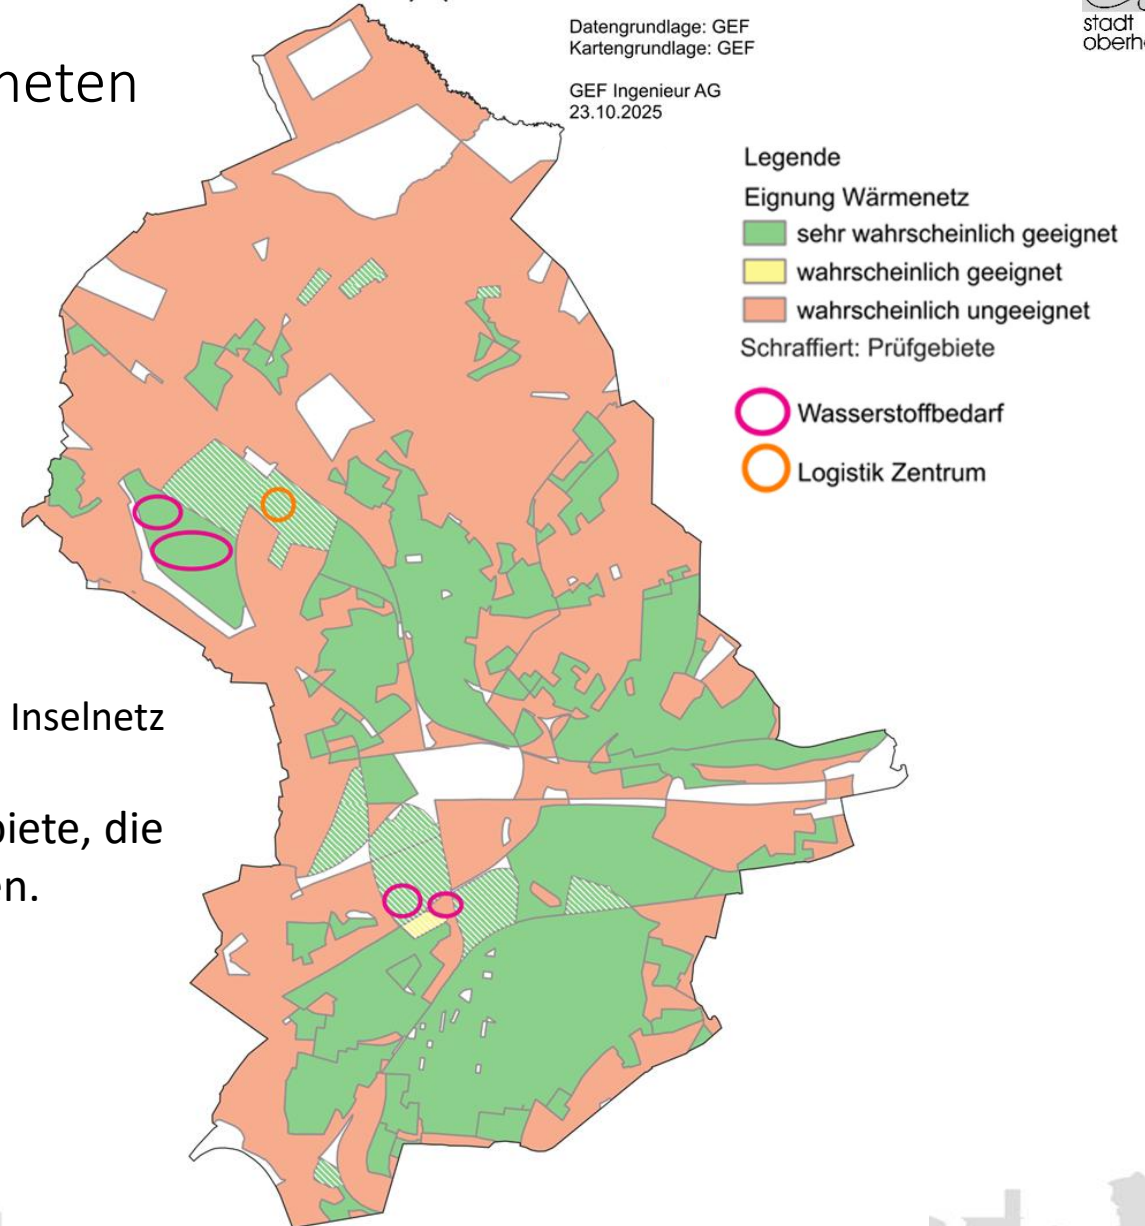 neten
Datengrundlage: GEF
Kartengrundlage: GEF
GEF Ingenieur AG
23.10.2025
stadt
Legende
Eignung Wärmenetz
sehr wahrscheinlich geeignet
wahrscheinlich geeignet
wahrscheinlich ungeeignet
Schraffiert: Prüfgebiete
Wasserstoffbedarf
Logistik Zentrum
Inselnetz
biete, die
en.